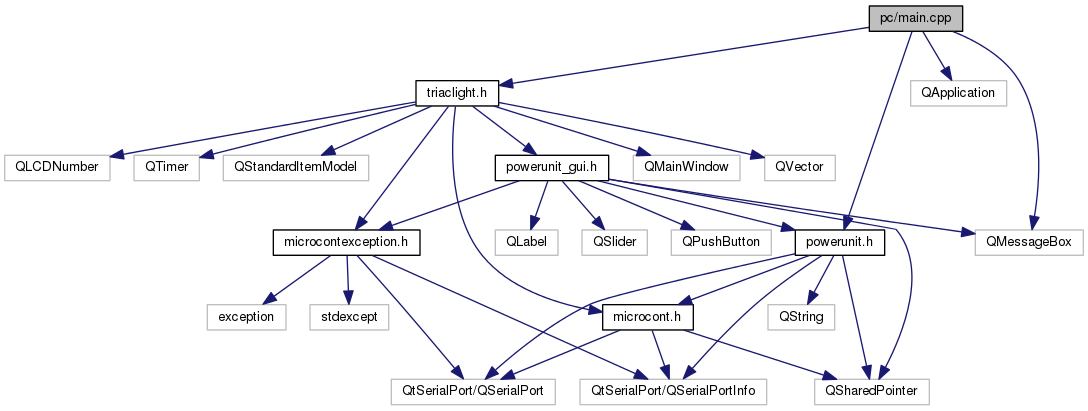 pc/main.cpp
triaclight.h
QApplication
QLCDNumber
QTimer
QStandardItemModel
powerunit_gui.h
QMainWindow
QVector
microcontexception.h
QLabel
QSlider
QPushButton
powerunit.h
QMessageBox
exception
stdexcept
microcont.h
QString
QtSerialPort/QSerialPort
QtSerialPort/QSerialPortInfo
QSharedPointer